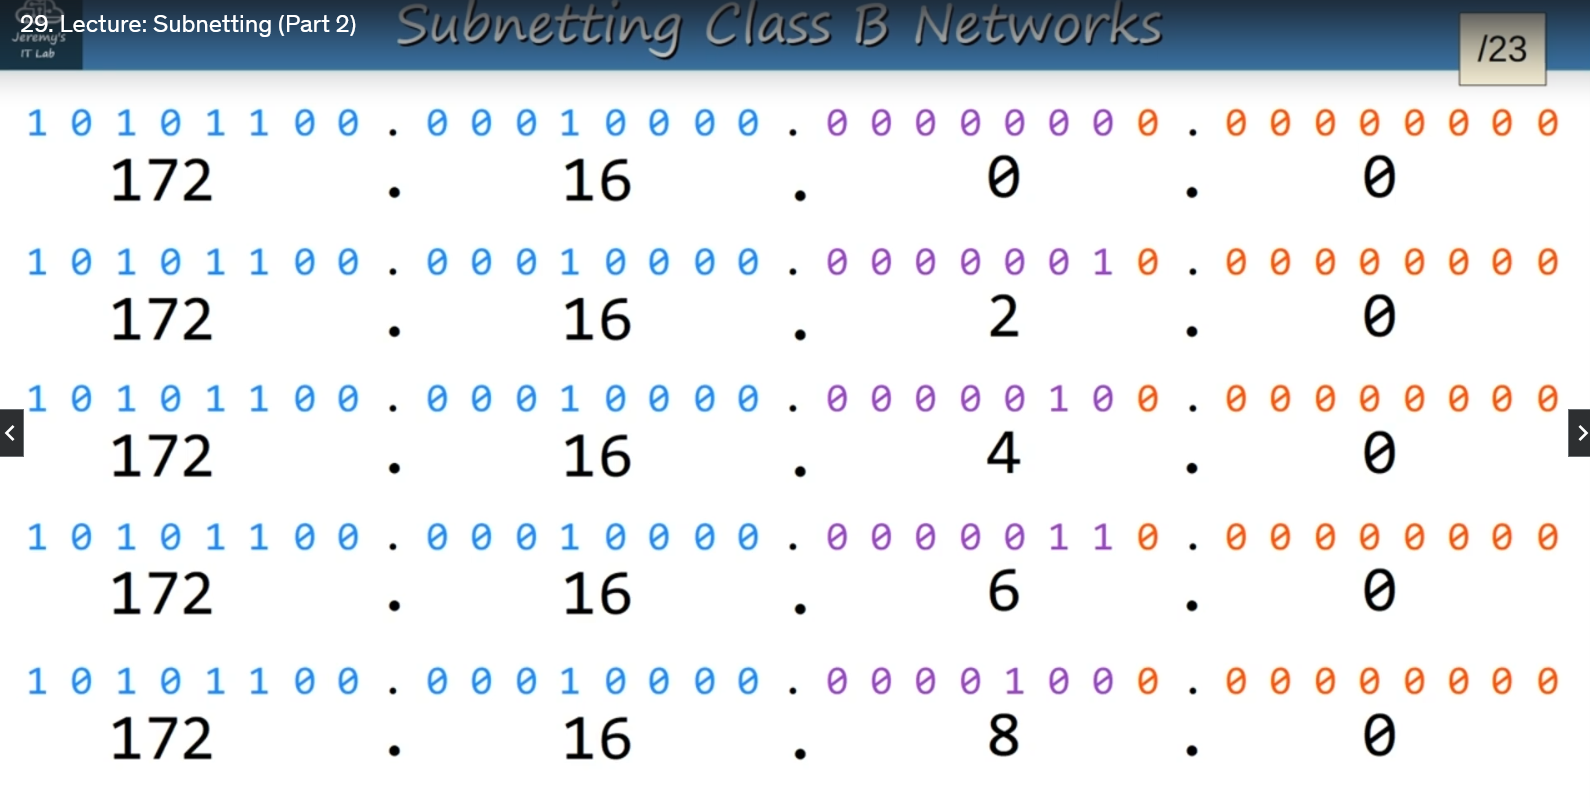 29. Lecture: Subnetting (Part 2)
Jeremy's
IT Lab
Subnetting Class B Networks
/23
1 0 1 0 1 1 0 0 . 0 0 0 1 0 0 0 0 . 0 0 0 0 0 0 0 0 . 0 0 0 0 0 0 0 0
172 . 16 . 0 . 0
1 0 1 0 1 1 0 0 . 0 0 0 1 0 0 0 0 . 0 0 0 0 0 0 1 0 . 0 0 0 0 0 0 0 0
172 . 16 . 2 . 0
1 0 1 0 1 1 0 0 . 0 0 0 1 0 0 0 0 . 0 0 0 0 0 1 0 0 . 0 0 0 0 0 0 0 0
172 . 16 . 4 . 0
1 0 1 0 1 1 0 0 . 0 0 0 1 0 0 0 0 . 0 0 0 0 0 1 1 0 . 0 0 0 0 0 0 0 0
172 . 16 . 6 . 0
1 0 1 0 1 1 0 0 . 0 0 0 1 0 0 0 0 . 0 0 0 0 1 0 0 0 . 0 0 0 0 0 0 0 0
172 . 16 . 8 . 0